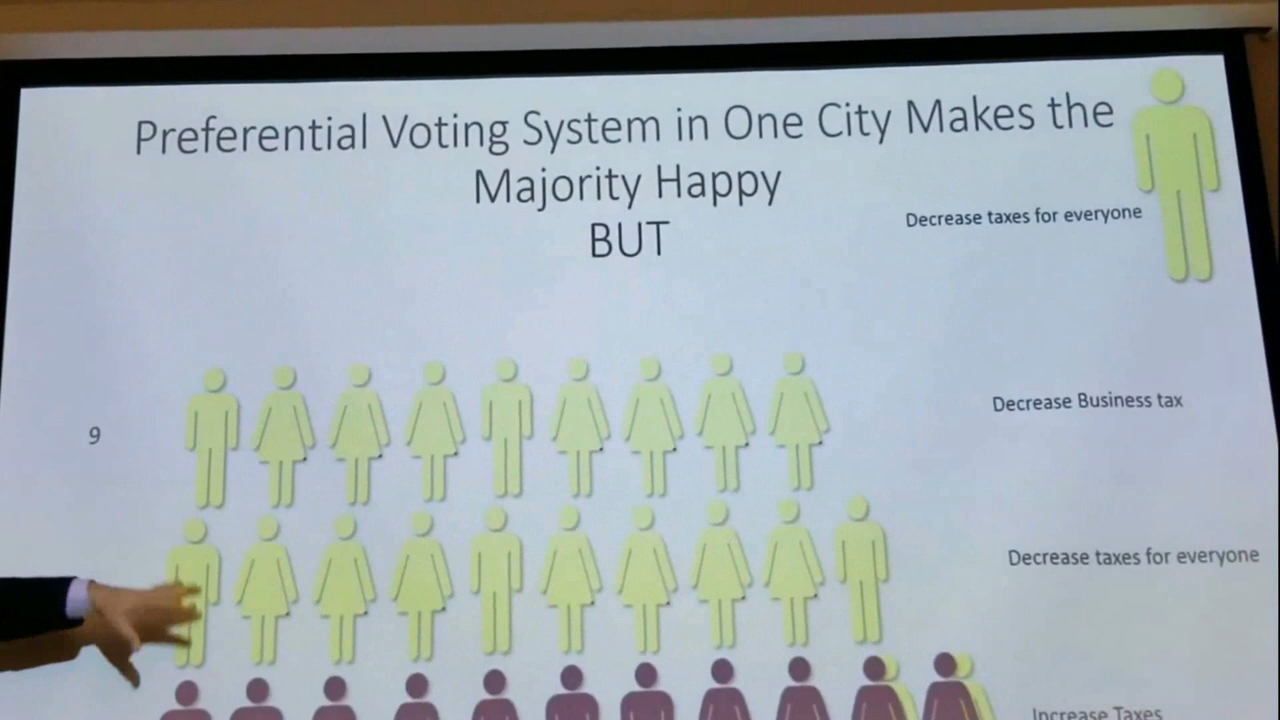 Preferential Voting System in One City Makes the
Majority Happy
BUT
Decrease taxes for everyone
9
Decrease Business tax
Decrease taxes for everyone
Increase Taxes